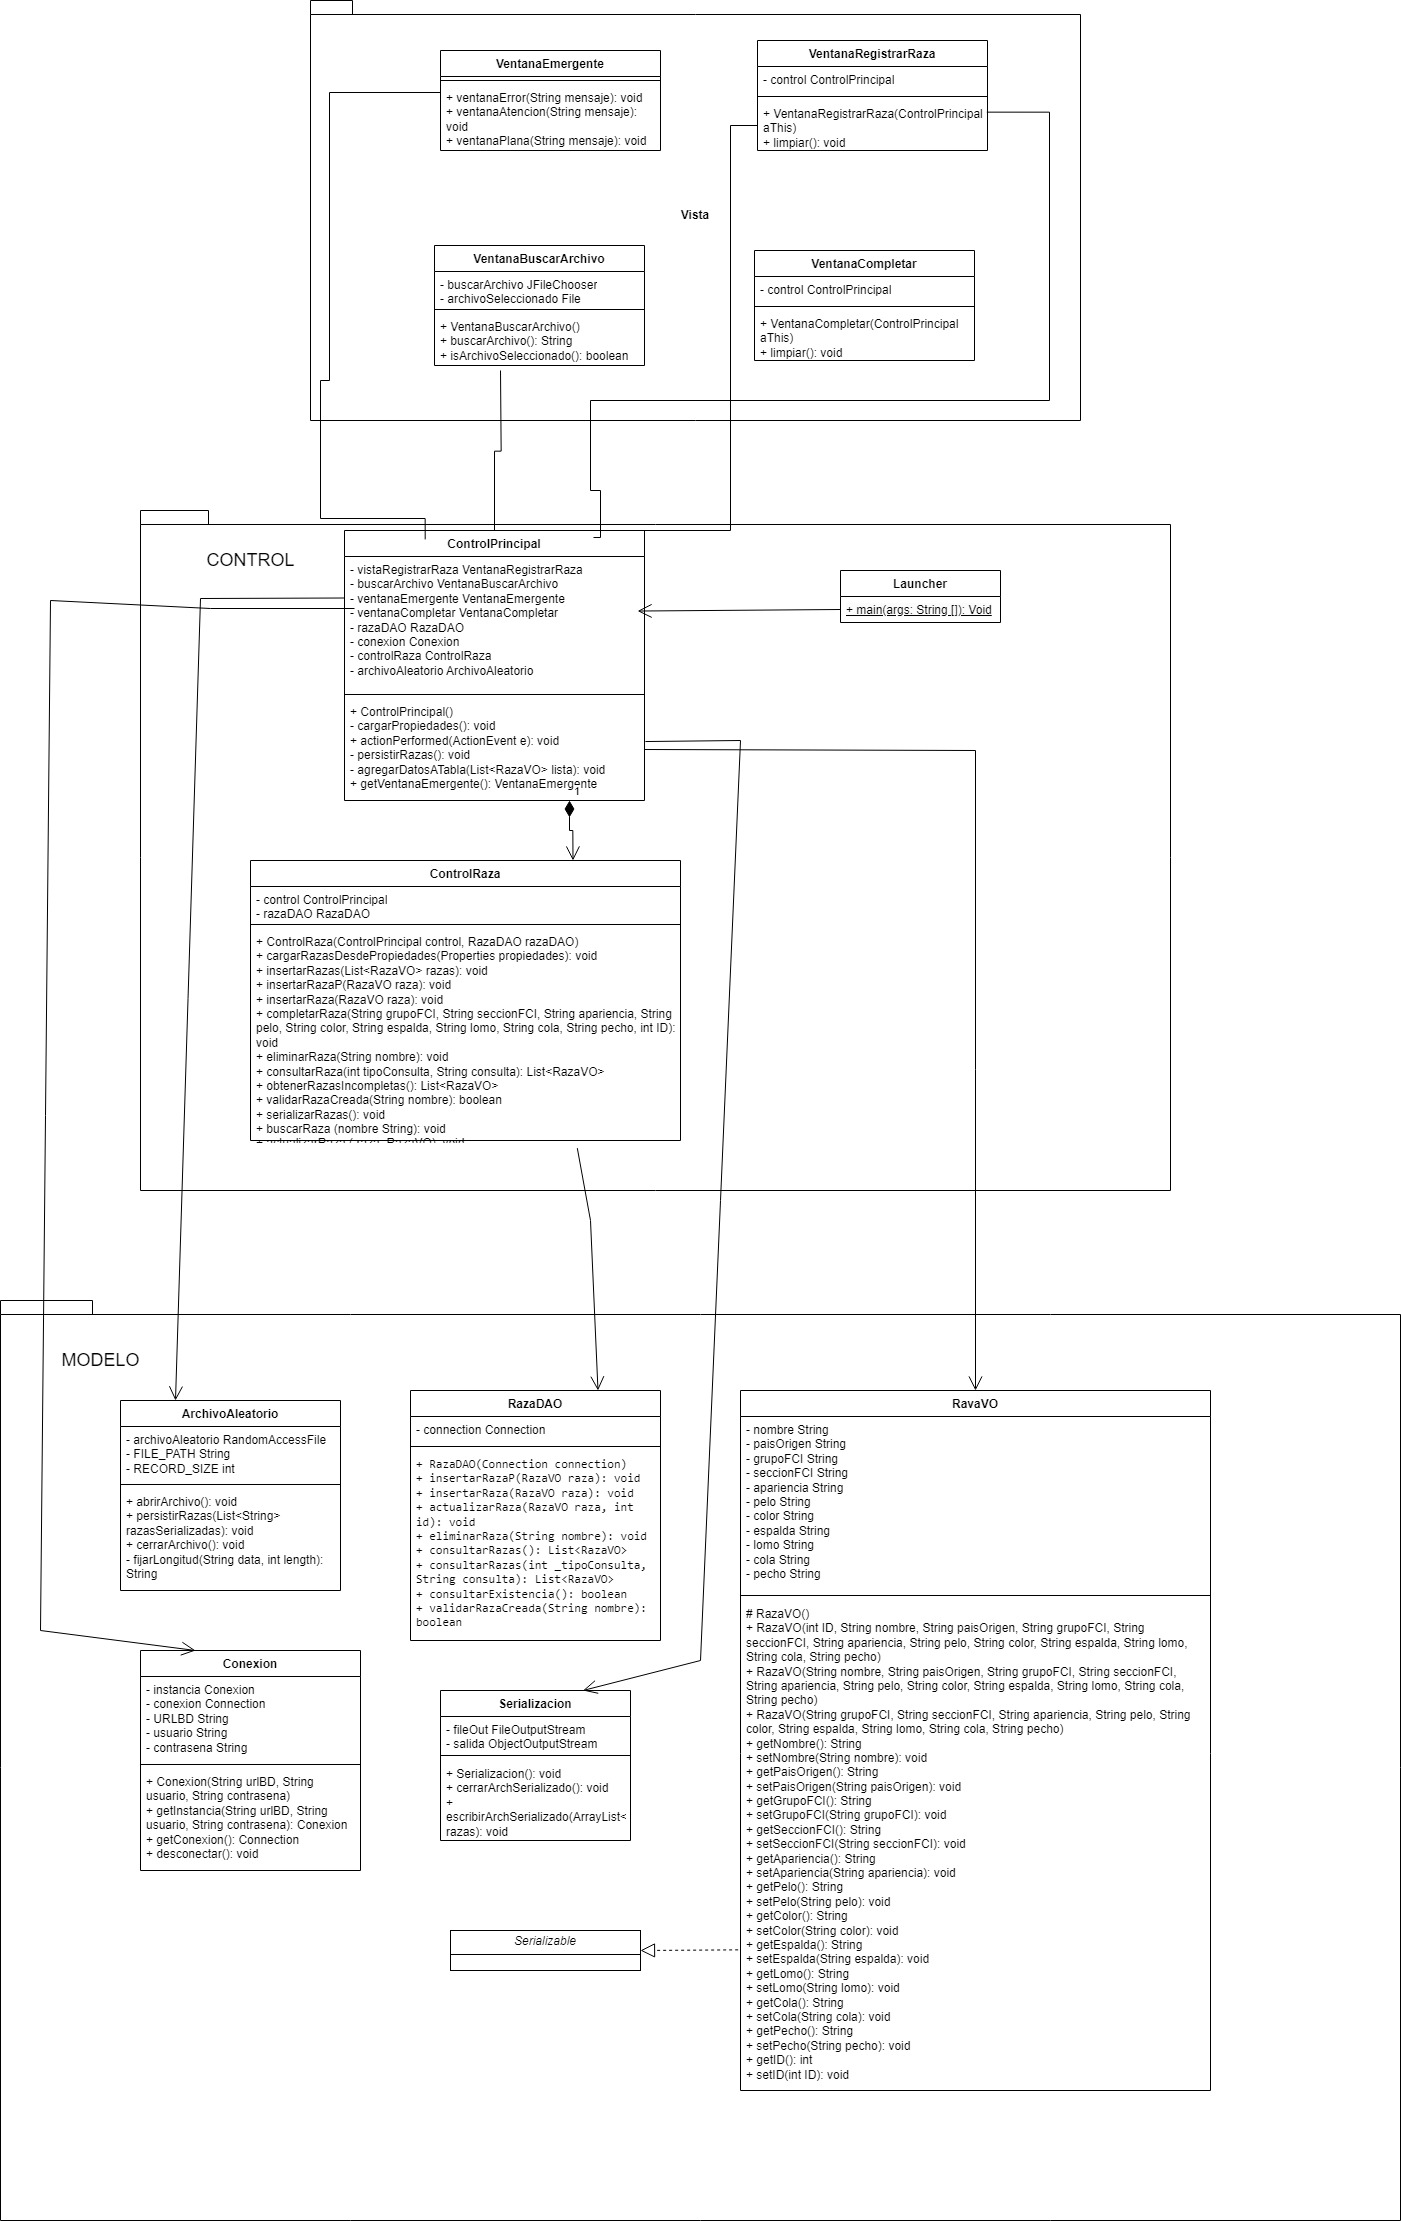 VentanaEmergente
+ ventanaError(String mensaje): void
+ ventanaAtencion(String mensaje):
void
+ ventanaPlana(String mensaje): void
VentanaRegistrarRaza
- control ControlPrincipal
+ VentanaRegistrarRaza(ControlPrincipal
aThis)
+ limpiar(): void
Vista
VentanaBuscarArchivo
- buscarArchivo JFileChooser
- archivoSeleccionado File
+ VentanaBuscarArchivo()
+ buscarArchivo(): String
+ isArchivoSeleccionado(): boolean
VentanaCompletar
- control ControlPrincipal
+ VentanaCompletar(ControlPrincipal
aThis)
+ limpiar(): void
CONTROL
ControlPrincipal
- vistaRegistrarRaza VentanaRegistrarRaza
- buscarArchivo VentanaBuscarArchivo
- ventanaEmergente VentanaEmergente
- ventanaCompletar VentanaCompletar
- razaDAO RazaDAO
- conexion Conexion
- controlRaza ControlRaza
- archivoAleatorio ArchivoAleatorio
+ ControlPrincipal()
- cargarPropiedades(): void
+ actionPerformed(ActionEvent e): void
- persistirRazas(): void
- agregarDatosATabla(List<RazaVO> lista): void
+ getVentanaEmergente(): VentanaEmergente
1
Launcher
+ main(args: String []): Void
ControlRaza
- control ControlPrincipal
- razaDAO RazaDAO
+ ControlRaza(ControlPrincipal control, RazaDAO razaDAO)
+ cargarRazasDesdePropiedades(Properties propiedades): void
+ insertarRazas(List<RazaVO> razas): void
+ insertarRazaP(RazaVO raza): void
+ insertarRaza(RazaVO raza): void
+ completarRaza(String grupoFCI, String seccionFCI, String apariencia, String
pelo, String color, String espalda, String lomo, String cola, String pecho, int ID):
void
+ eliminarRaza(String nombre): void
+ consultarRaza(int tipoConsulta, String consulta): List<RazaVO>
+ obtenerRazasIncompletas(): List<RazaVO>
+ validarRazaCreada(String nombre): boolean
+ serializarRazas(): void
+ buscarRaza (nombre String): void
+ actualizarRaza ( raza, RazaVO): void
MODELO
ArchivoAleatorio
- archivoAleatorio RandomAccessFile
- FILE_PATH String
- RECORD_SIZE int
+ abrirArchivo(): void
+ persistirRazas(List<String>
razasSerializadas): void
+ cerrarArchivo(): void
- fijarLongitud(String data, int length):
String
RazaDAO
- connection Connection
+ RazaDAO(Connection connection)
+ insertarRazaP(RazaVO raza): void
+ insertarRaza(RazaVO raza): void
+ actualizarRaza(RazaVO raza, int
id): void
+ eliminarRaza(String nombre): void
+ consultarRazas(): List<RazaVO>
+ consultarRazas(int _tipoConsulta,
String consulta): List<RazaVO>
+ consultarExistencia(): boolean
+ validarRazaCreada(String nombre):
boolean
RavaVO
- nombre String
- paisOrigen String
- grupoFCI String
- seccionFCI String
- apariencia String
- pelo String
- color String
- espalda String
- lomo String
- cola String
- pecho String
# RazaVO()
+ RazaVO(int ID, String nombre, String paisOrigen, String grupoFCI, String
seccionFCI, String apariencia, String pelo, String color, String espalda, String lomo,
String cola, String pecho)
+ RazaVO(String nombre, String paisOrigen, String grupoFCI, String seccionFCI,
String apariencia, String pelo, String color, String espalda, String lomo, String cola,
String pecho)
+ RazaVO(String grupoFCI, String seccionFCI, String apariencia, String pelo, String
color, String espalda, String lomo, String cola, String pecho)
+ getNombre(): String
+ setNombre(String nombre): void
+ getPaisOrigen(): String
+ setPaisOrigen(String paisOrigen): void
+ getGrupoFCI(): String
+ setGrupoFCI(String grupoFCI): void
+ getSeccionFCI(): String
+ setSeccionFCI(String seccionFCI): void
+ getApariencia(): String
+ setApariencia(String apariencia): void
+ getPelo(): String
+ setPelo(String pelo): void
+ getColor(): String
+ setColor(String color): void
+ getEspalda(): String
+ setEspalda(String espalda): void
+ getLomo(): String
+ setLomo(String lomo): void
+ getCola(): String
+ setCola(String cola): void
+ getPecho(): String
+ setPecho(String pecho): void
+ getID(): int
+ setID(int ID): void
Conexion
- instancia Conexion
- conexion Connection
- URLBD String
- usuario String
- contrasena String
+ Conexion(String urlBD, String
usuario, String contrasena)
+ getInstancia(String urlBD, String
usuario, String contrasena): Conexion
+ getConexion(): Connection
+ desconectar(): void
Serializacion
- fileOut FileOutputStream
- salida ObjectOutputStream
+ Serializacion(): void
+ cerrarArchSerializado(): void
+
escribirArchSerializado(ArrayList<
razas): void
Serializable